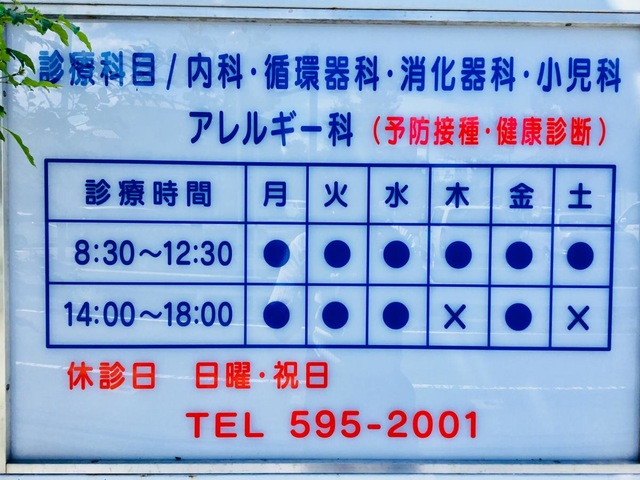 診療科目/内科・循環器科・消化器科・小児科
アレルギー科(予防接種・健康診断)
診療時間 月 火 水 木 金 土
8:30~12:30 ● ● ● ● ● ●
14:00~18:00 ● ● ● × ● ×
休診日 日曜・祝日
TEL 595-2001